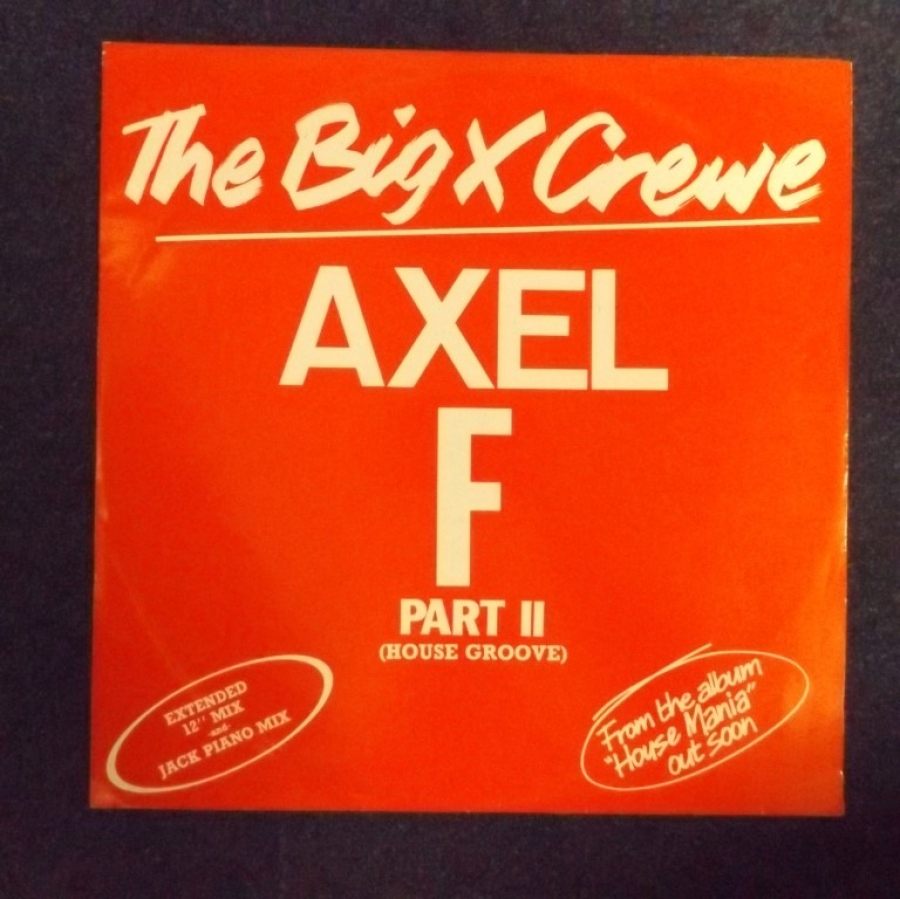 The Big X Crewe
AXEL
F
PART II
(HOUSE GROOVE)
EXTENDED
12" MIX
-and-
JACK PIANO MIX
From the album
"House Mania"
out soon